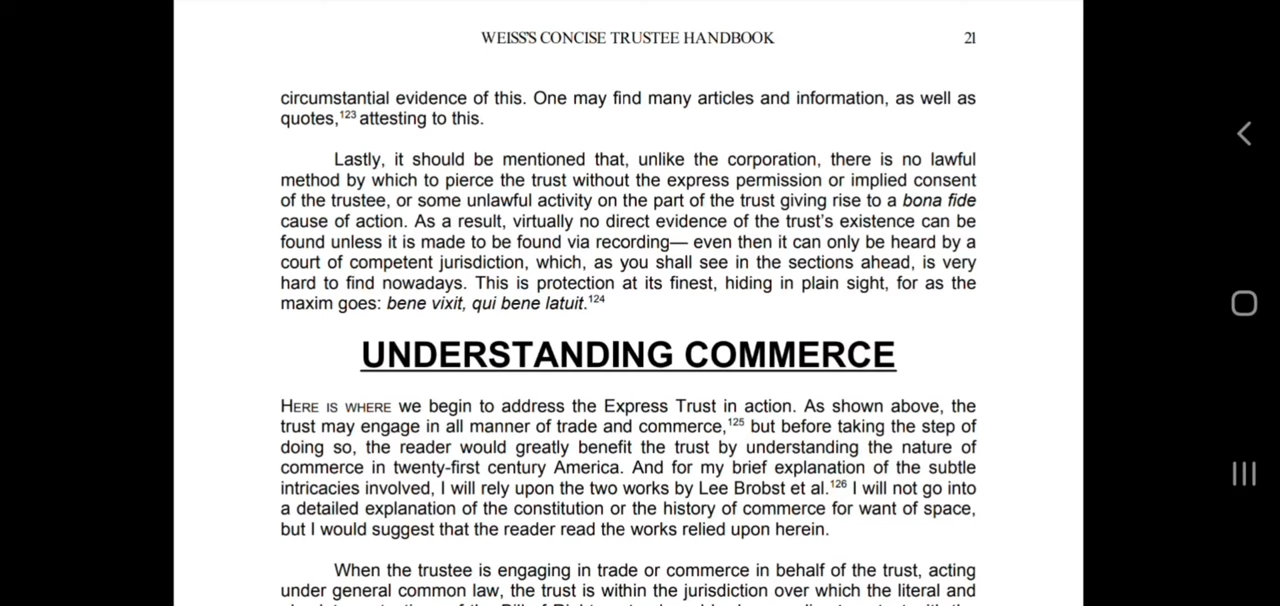 WEISS'S CONCISE TRUSTEE HANDBOOK 21
circumstantial evidence of this. One may find many articles and information, as well as
quotes,123 attesting to this.
Lastly, it should be mentioned that, unlike the corporation, there is no lawful
method by which to pierce the trust without the express permission or implied consent
of the trustee, or some unlawful activity on the part of the trust giving rise to a bona fide
cause of action. As a result, virtually no direct evidence of the trust's existence can be
found unless it is made to be found via recording— even then it can only be heard by a
court of competent jurisdiction, which, as you shall see in the sections ahead, is very
hard to find nowadays. This is protection at its finest, hiding in plain sight, for as the
maxim goes: bene vixit, qui bene latuit.124
UNDERSTANDING COMMERCE
HERE IS WHERE we begin to address the Express Trust in action. As shown above, the
trust may engage in all manner of trade and commerce,125 but before taking the step of
doing so, the reader would greatly benefit the trust by understanding the nature of
commerce in twenty-first century America. And for my brief explanation of the subtle
intricacies involved, I will rely upon the two works by Lee Brobst et al.126 I will not go into
a detailed explanation of the constitution or the history of commerce for want of space,
but I would suggest that the reader read the works relied upon herein.
When the trustee is engaging in trade or commerce in behalf of the trust, acting
under general common law, the trust is within the jurisdiction over which the literal and